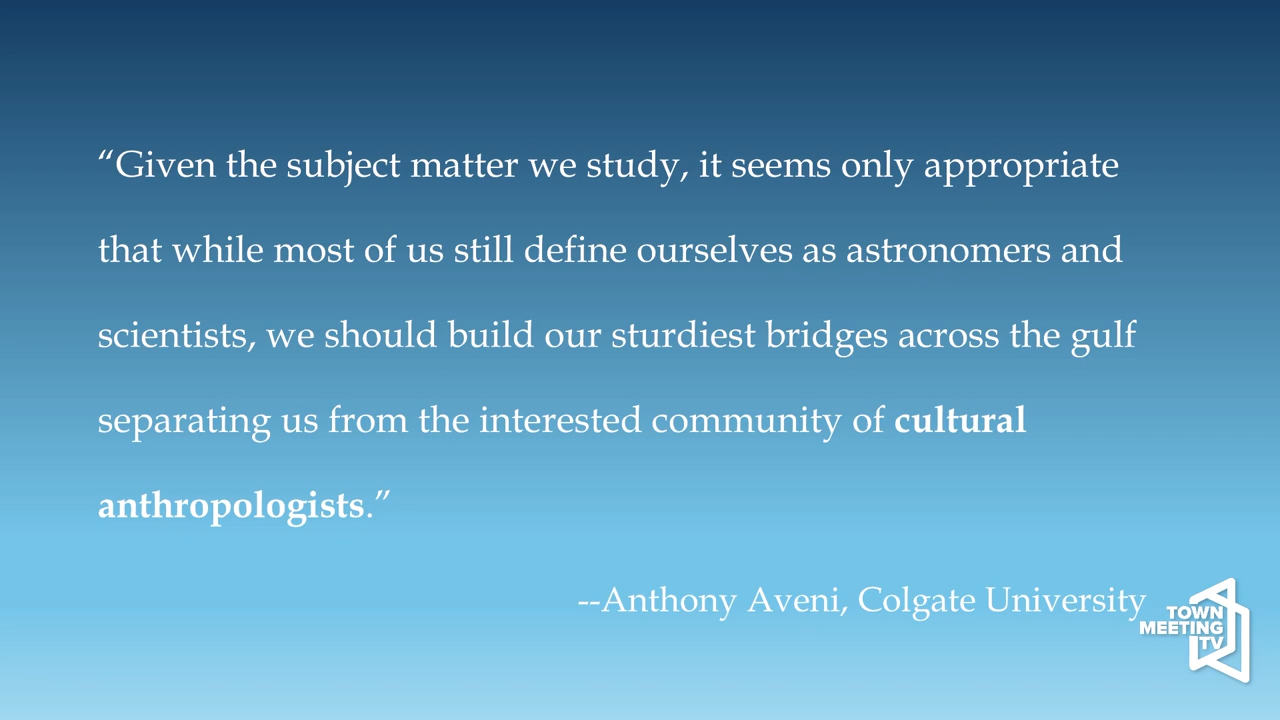 “Given the subject matter we study, it seems only appropriate
that while most of us still define ourselves as astronomers and
scientists, we should build our sturdiest bridges across the gulf
separating us from the interested community of cultural
anthropologists.”
--Anthony Aveni, Colgate University
TOWN
MEETING
TV